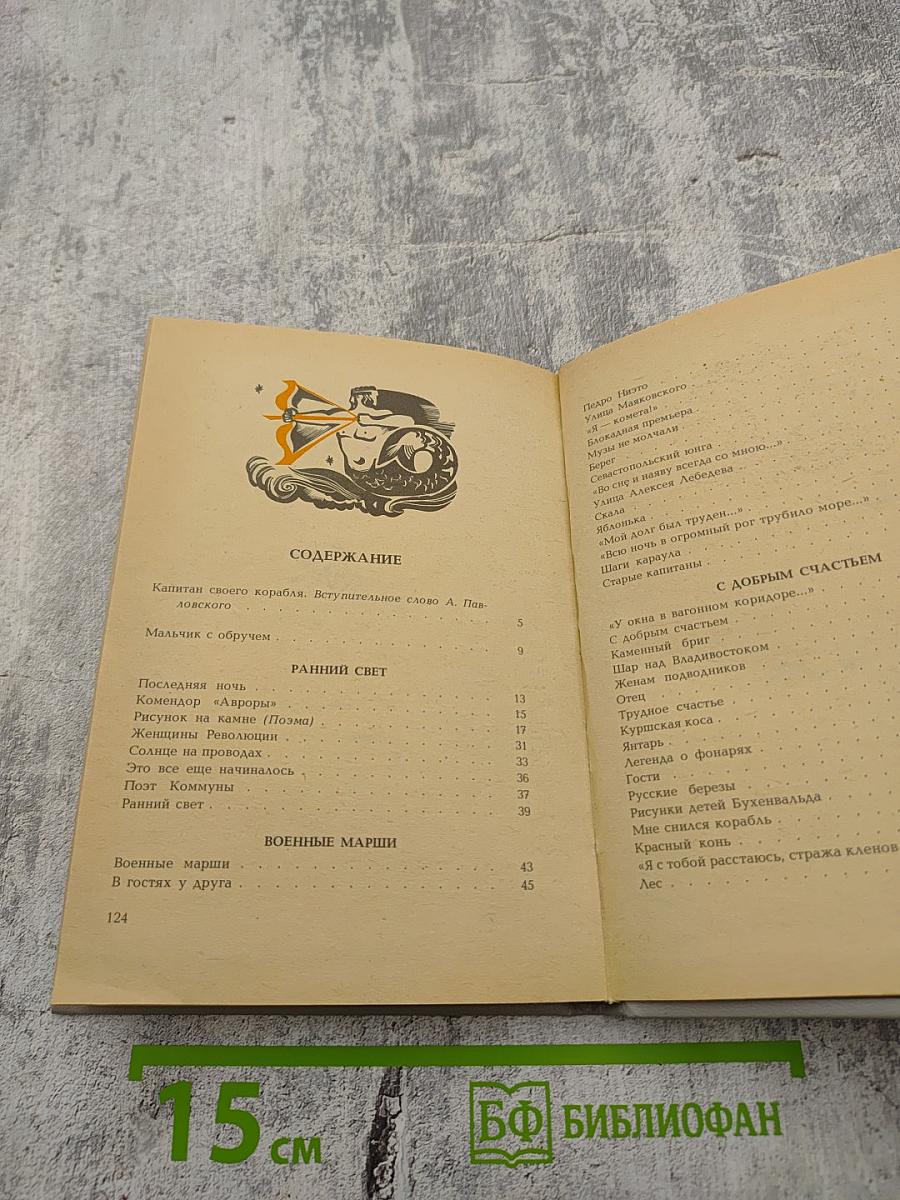 СОДЕРЖАНИЕ
Капитан своего корабля. Вступительное слово А. Пав-
ловского . . . . . . . . . . . . . 5
Мальчик с обручем . . . . . . . . . . . . 9
РАННИЙ СВЕТ
Последняя ночь . . . . . . . . . . . . 13
Комендор «Авроры» . . . . . . . . . . . . 15
Рисунок на камне (Поэма) . . . . . . . . . . 17
Женщины Революции . . . . . . . . . . . . 31
Солнце на проводах . . . . . . . . . . . . 33
Это все еще начиналось . . . . . . . . . . . 36
Поэт Коммуны . . . . . . . . . . . . . 37
Ранний свет . . . . . . . . . . . . . . 39
ВОЕННЫЕ МАРШИ
Военные марши . . . . . . . . . . . . . 43
В гостях у друга . . . . . . . . . . . . . 45
124
Педро Ниэто
Улица Маяковского
«Я — комета!»
Блокадная премьера
Музы не молчали
Берег
Севастопольский юнга
«Во сне и наяву всегда со мною...»
Улица Алексея Лебедева
Скала
Яблонька
«Мой долг был труден...»
«Всю ночь в огромный рог трубило море...»
Шаги караула
Старые капитаны
С ДОБРЫМ СЧАСТЬЕМ
«У окна в вагонном коридоре...»
С добрым счастьем
Каменный бриг
Шар над Владивостоком
Женам подводников
Отец
Трудное счастье
Куршская коса
Янтарь
Легенда о фонарях
Гости
Русские березы
Рисунки детей Бухенвальда
Мне снился корабль
Красный конь
«Я с тобой расстаюсь, стража кленов
Лес
15 см
БФ БИБЛИОФАН